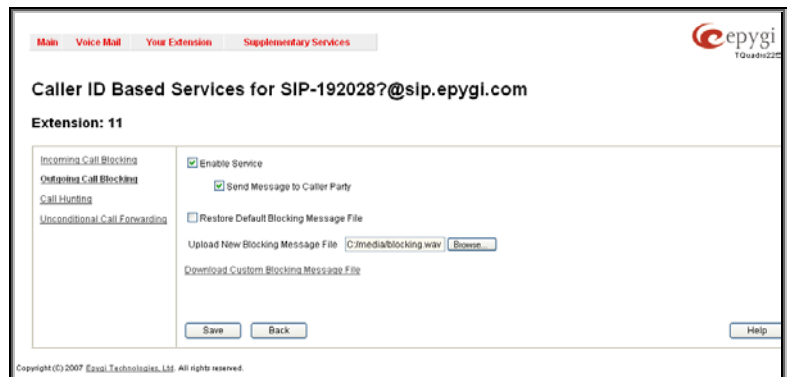 Main Voice Mail Your Extension Supplementary Services
epygi
Caller ID Based Services for SIP-192028?@sip.epygi.com
Extension: 11
Incoming Call Blocking
Outgoing Call Blocking
Call Hunting
Unconditional Call Forwarding
Enable Service
Send Message to Caller Party
Restore Default Blocking Message File
Upload New Blocking Message File C:/media/blocking.wav Browse...
Download Custom Blocking Message File
Save Back Help
Copyright (C) 2007 Epygi Technologies, Ltd. All rights reserved.